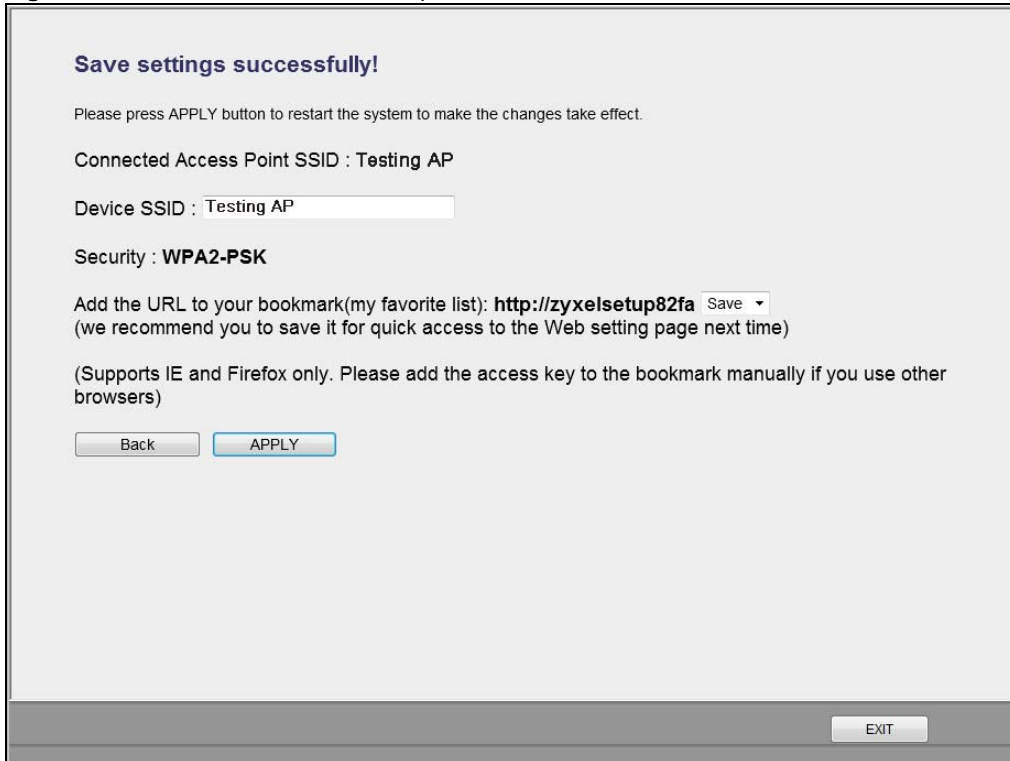 Save settings successfully!
Please press APPLY button to restart the system to make the changes take effect.
Connected Access Point SSID : Testing AP
Device SSID : Testing AP
Security : WPA2-PSK
Add the URL to your bookmark(my favorite list): http://zyxelsetup82fa Save
(we recommend you to save it for quick access to the Web setting page next time)
(Supports IE and Firefox only. Please add the access key to the bookmark manually if you use other
browsers)
Back APPLY
EXIT